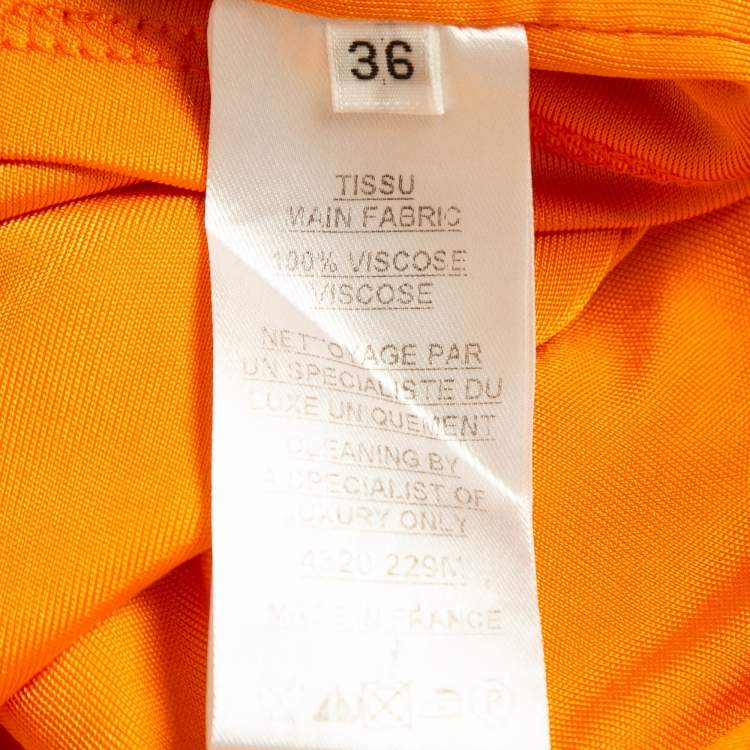 36
TISSU
MAIN FABRIC
100% VISCOSE
VISCOSE
NETTOYAGE PAR
UN SPECIALISTE DU
LUXE UNIQUEMENT
CLEANING BY
A SPECIALIST OF
LUXURY ONLY
229M
MADE IN FRANCE
P